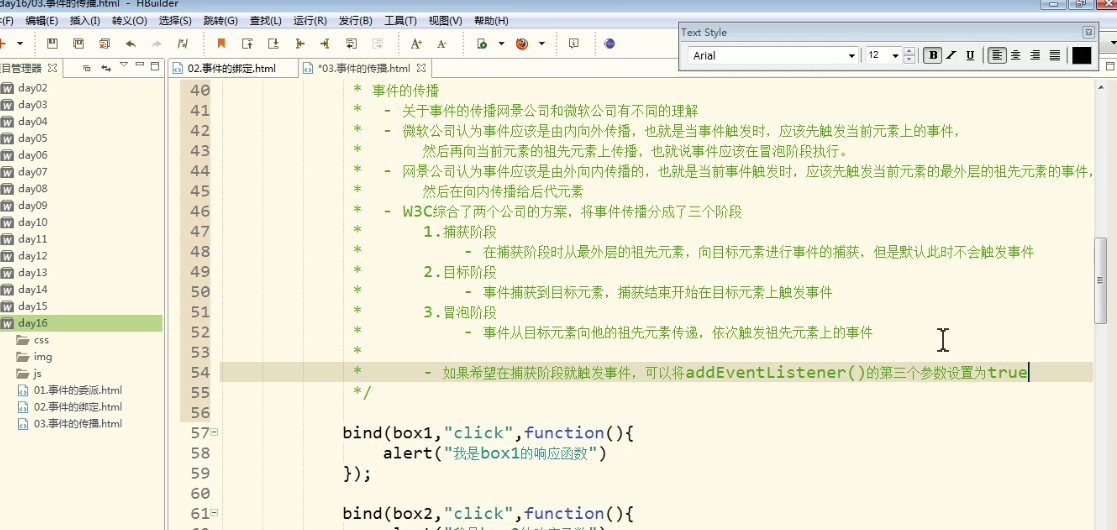 day16/03.事件的传播.html - HBuilder
编辑(E) 插入(I) 转义(O) 选择(S) 跳转(G) 查找(L) 运行(R) 发行(B) 工具(T) 视图(V) 帮助(H)
Text Style
Arial 12 B I U
项目管理器
02.事件的绑定.html
*03.事件的传播.html
day02
day03
day04
day05
day06
day07
day08
day09
day10
day11
day12
day13
day14
day15
day16
css
img
js
01.事件的委派.html
02.事件的绑定.html
03.事件的传播.html
40 * 事件的传播
41 * - 关于事件的传播网景公司和微软公司有不同的理解
42 * - 微软公司认为事件应该是由内向外传播，也就是当事件触发时，应该先触发当前元素上的事件，
43 * 然后再向当前元素的祖先元素上传播，也就说事件应该在冒泡阶段执行。
44 * - 网景公司认为事件应该是由外向内传播的，也就是当前事件触发时，应该先触发当前元素的最外层的祖先元素的事件，
45 * 然后在向内传播给后代元素
46 * - W3C综合了两个公司的方案，将事件传播分成了三个阶段
47 * 1.捕获阶段
48 * - 在捕获阶段时从最外层的祖先元素，向目标元素进行事件的捕获，但是默认此时不会触发事件
49 * 2.目标阶段
50 * - 事件捕获到目标元素，捕获结束开始在目标元素上触发事件
51 * 3.冒泡阶段
52 * - 事件从目标元素向他的祖先元素传递，依次触发祖先元素上的事件
53 *
54 * - 如果希望在捕获阶段就触发事件，可以将addEventListener()的第三个参数设置为true
55 */
56
57 bind(box1,"click",function(){
58 alert("我是box1的响应函数")
59 });
60
61 bind(box2,"click",function(){